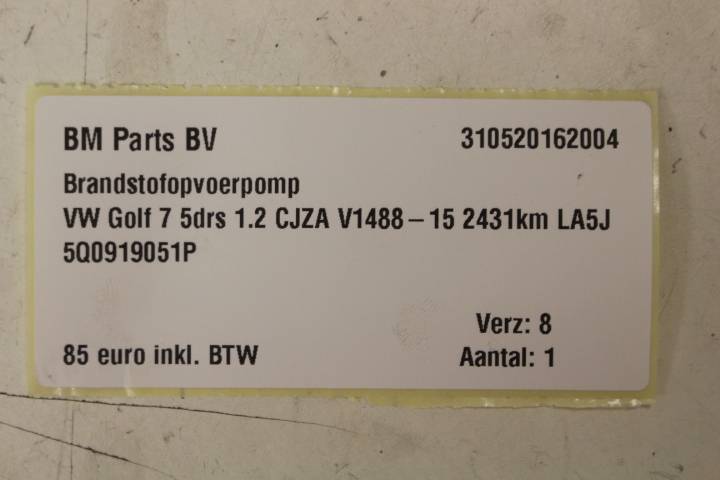 BM Parts BV 310520162004
Brandstofopvoerpomp
VW Golf 7 5drs 1.2 CJZA V1488-15 2431km LA5J
5Q0919051P
Verz: 8
85 euro inkl. BTW Aantal: 1